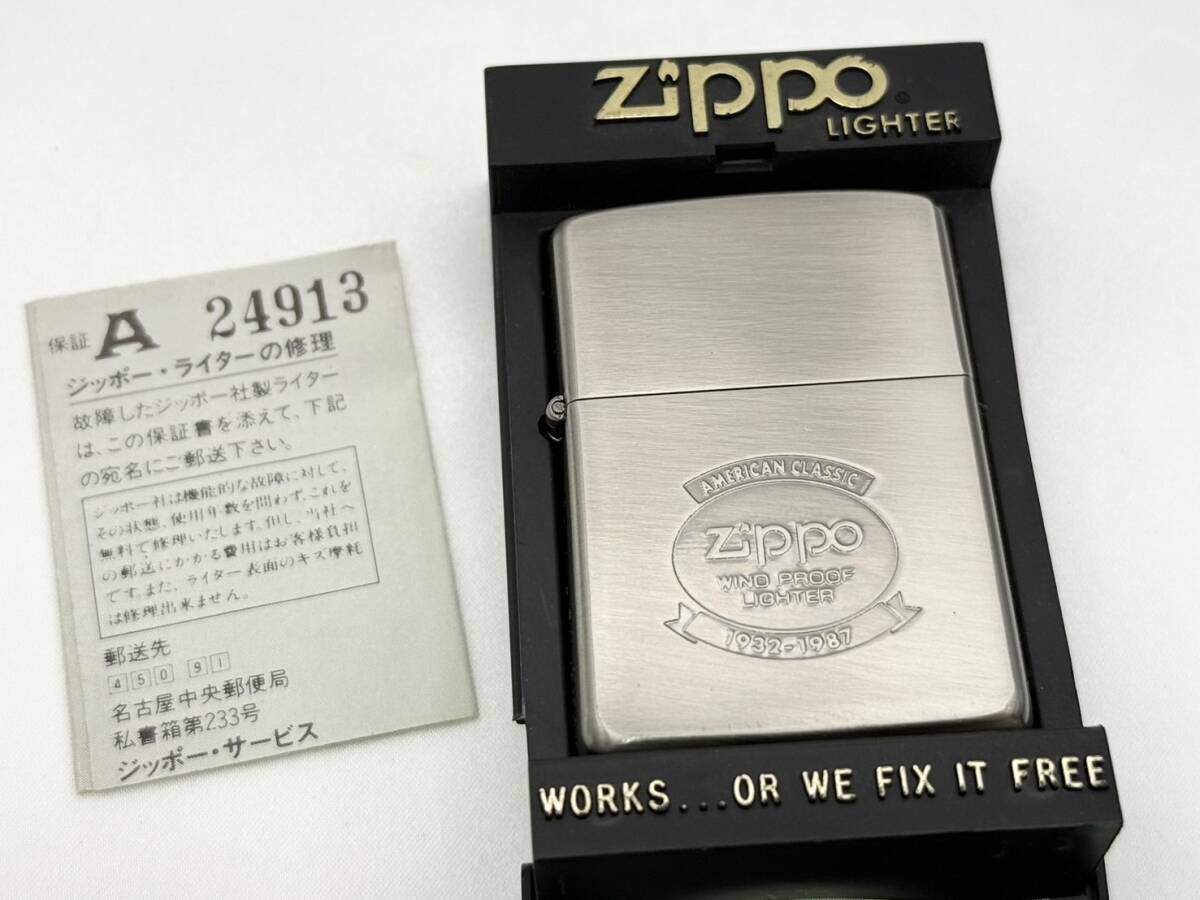 保証 A 24913
ジッポー・ライターの修理
故障したジッポー社製ライター
は、この保証書を添えて、下記
の宛名にご郵送下さい。
ジッポー社は機能的な故障に対して、
その状態、使用年数を問わず、これを
無料で修理いたします。但し、当社へ
の郵送にかかる費用はお客様負担
です。また、ライター表面のキズ摩耗
は修理出来ません。
郵送先
450 91
名古屋中央郵便局
私書箱第233号
ジッポー・サービス
Zippo®
LIGHTER
AMERICAN CLASSIC
Zippo
WIND PROOF
LIGHTER
1932-1987
WORKS...OR WE FIX IT FREE